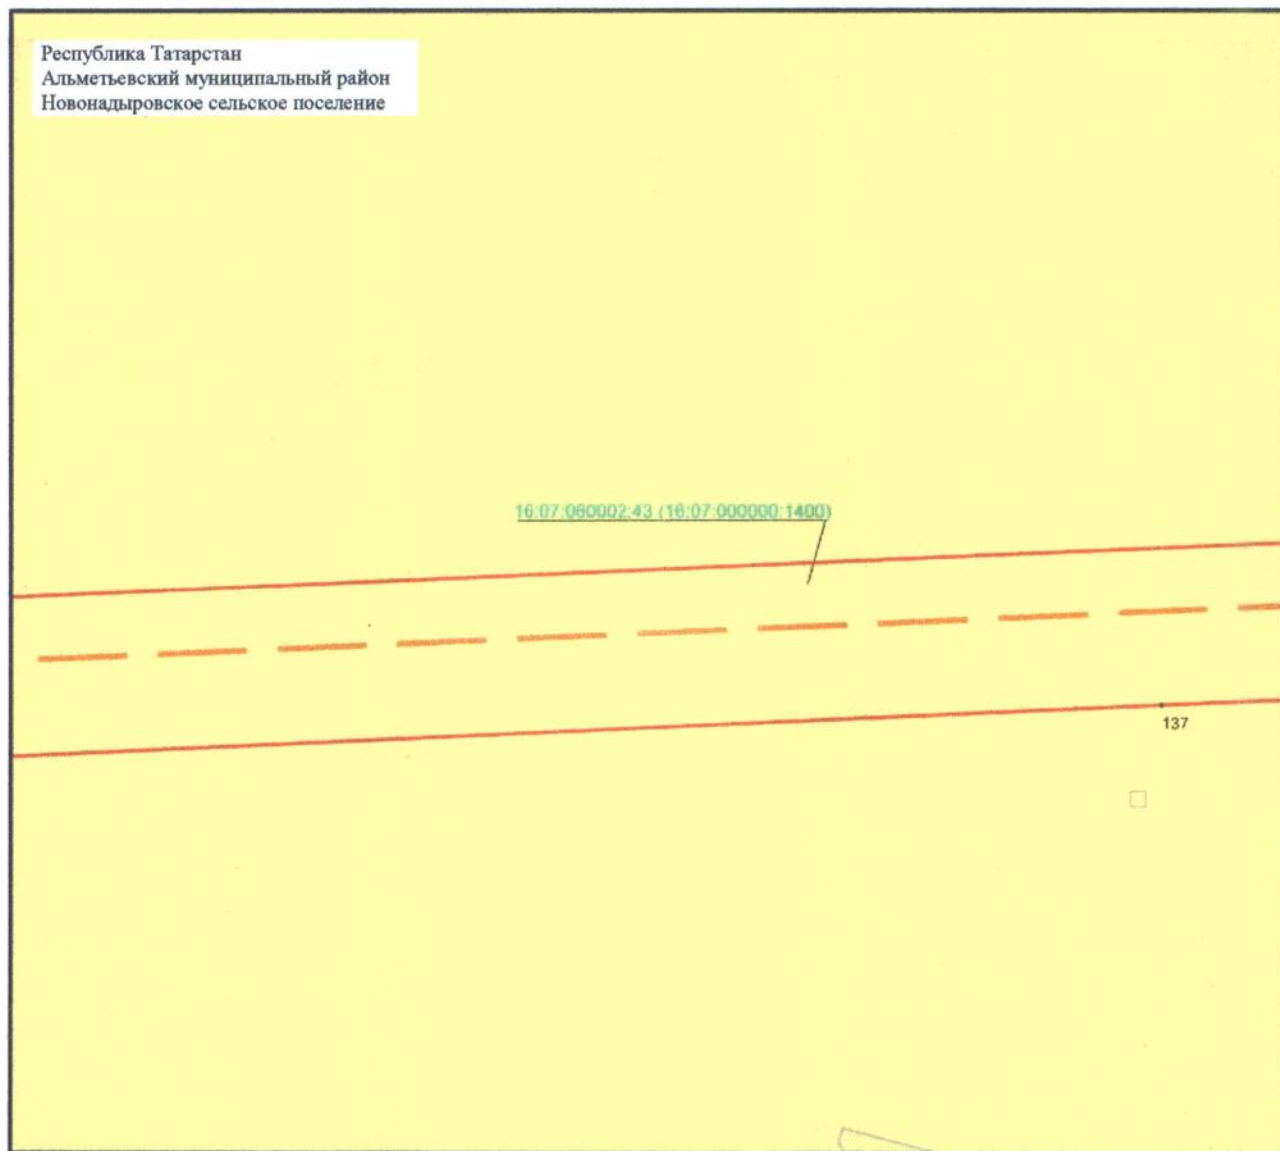 Республика Татарстан
Альметьевский муниципальный район
Новонадыровское сельское поселение
16:07:060002:43 (16:07:000000:1400)
137